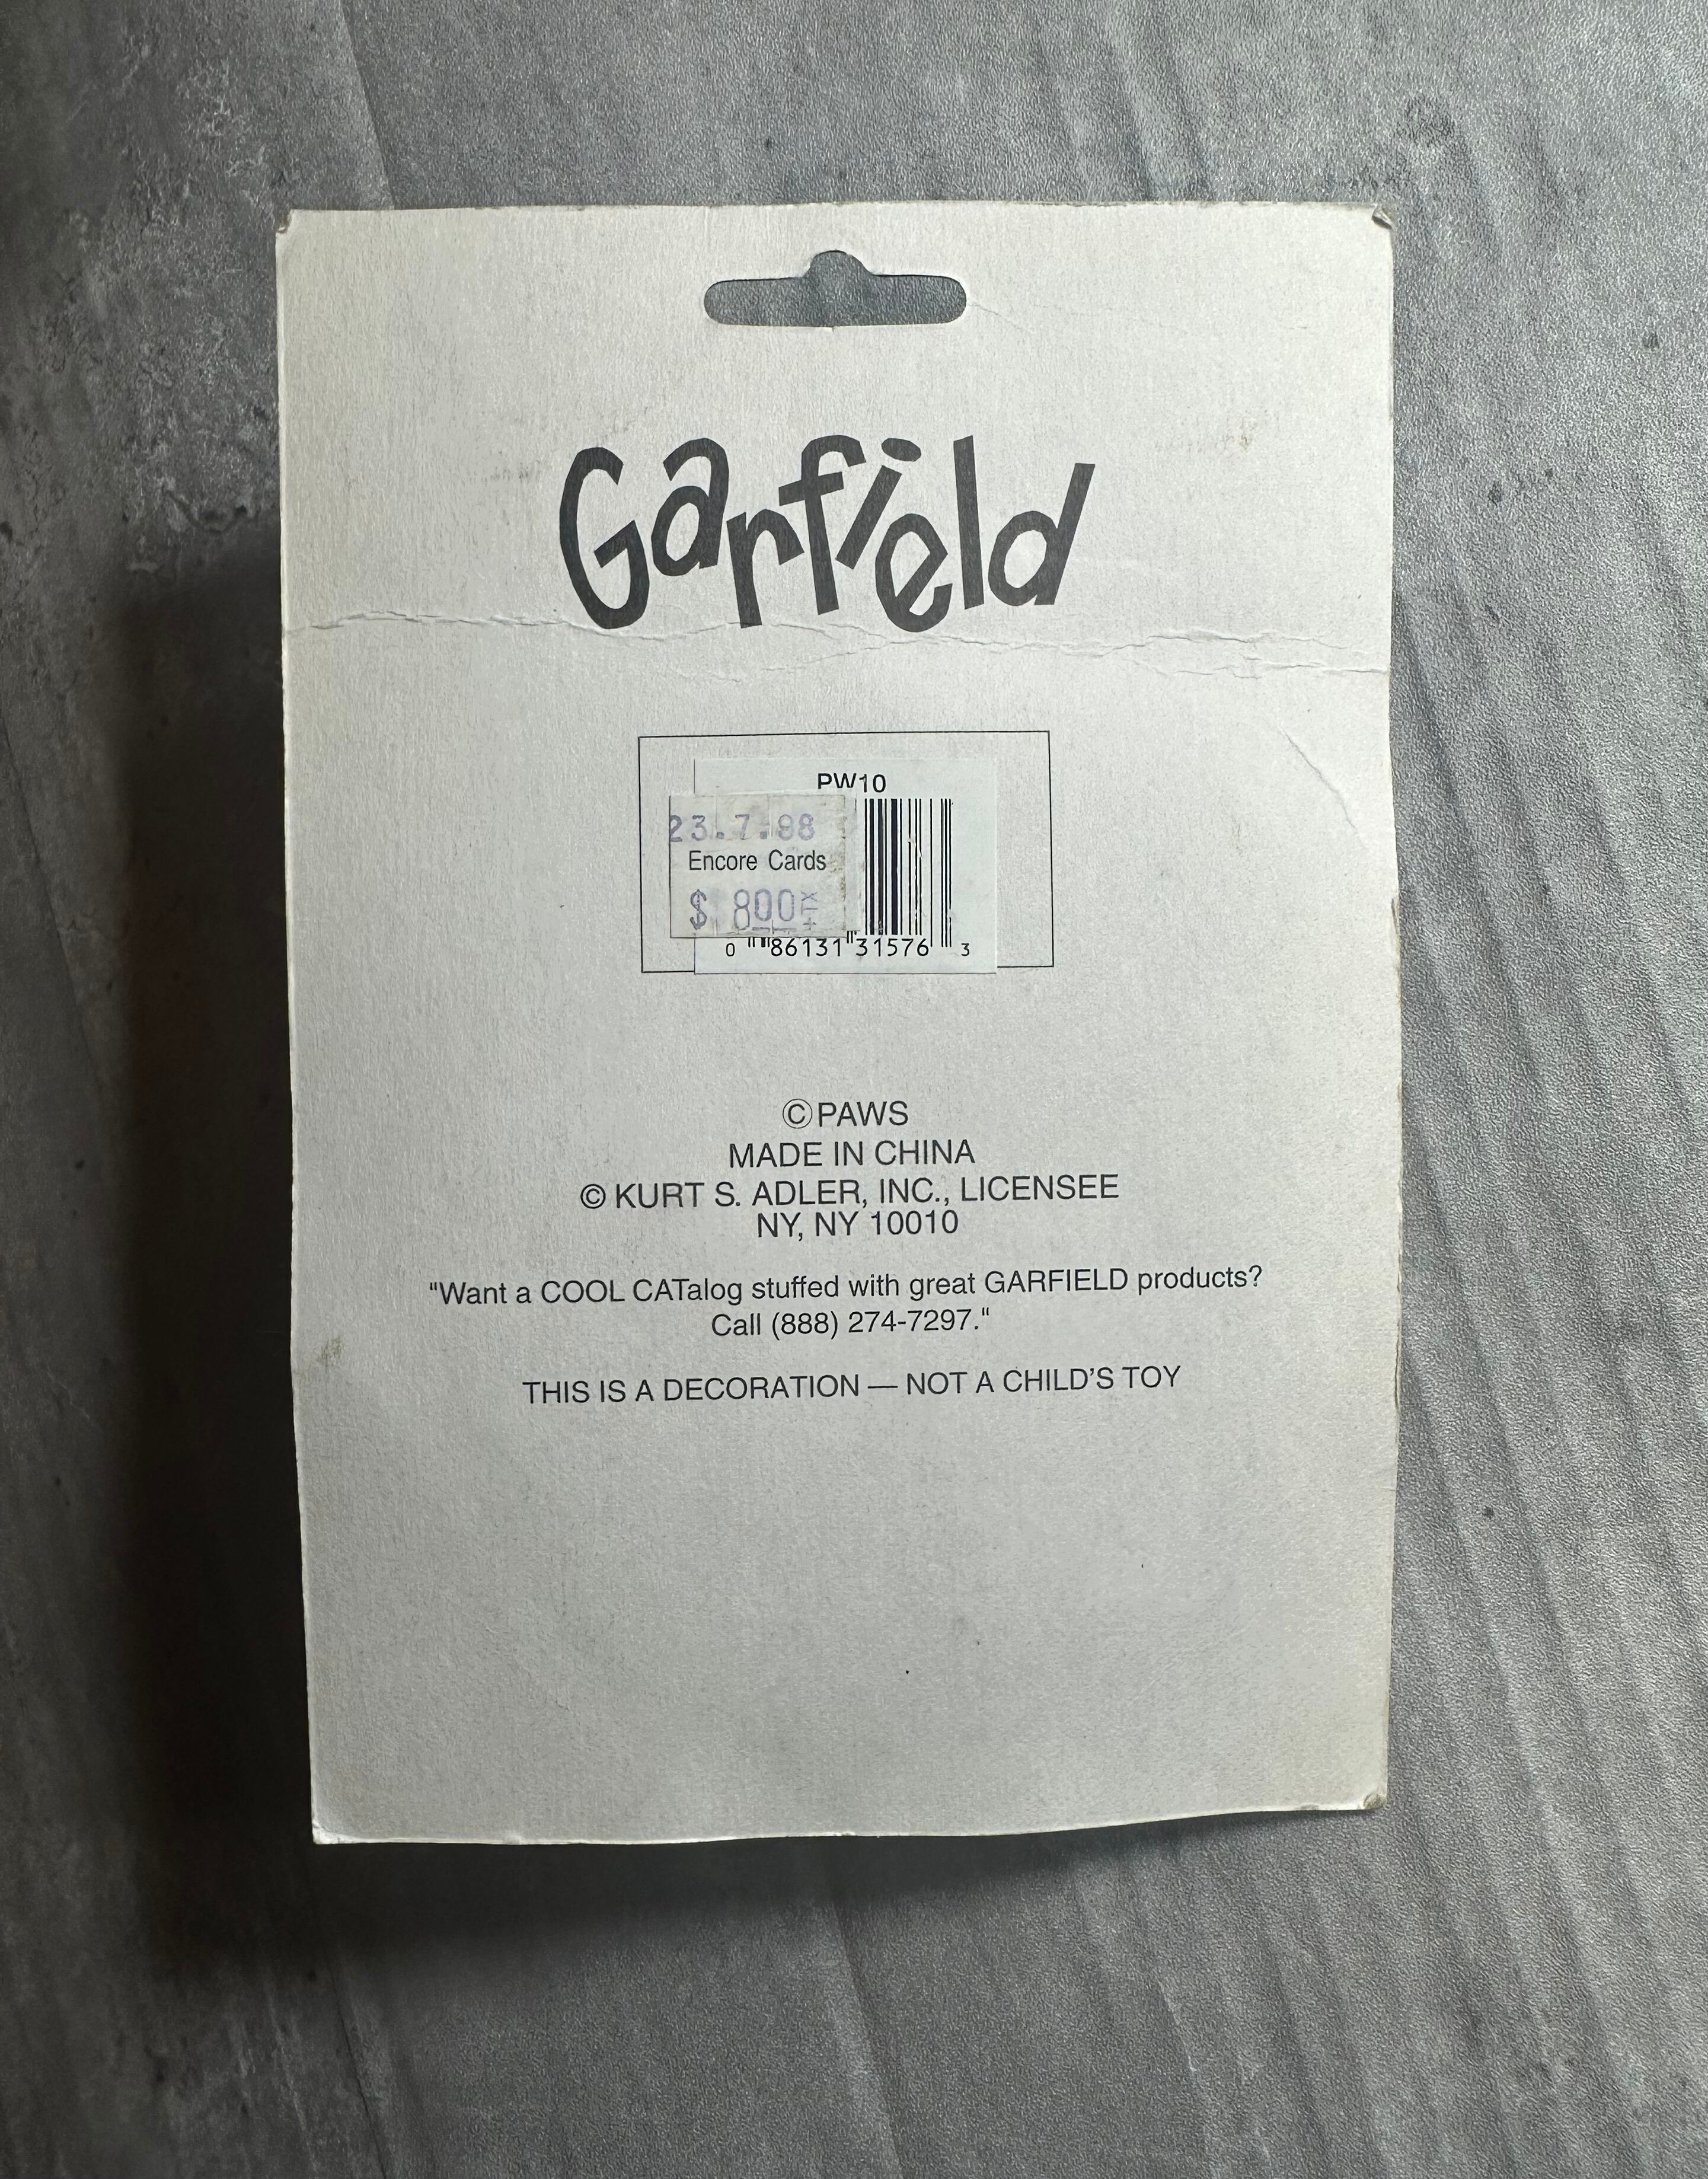 Garfield
PW10
23.7.98
Encore Cards
$ 800
0 86131 31576 3
©PAWS
MADE IN CHINA
© KURT S. ADLER, INC., LICENSEE
NY, NY 10010
"Want a COOL CATalog stuffed with great GARFIELD products?
Call (888) 274-7297."
THIS IS A DECORATION — NOT A CHILD'S TOY